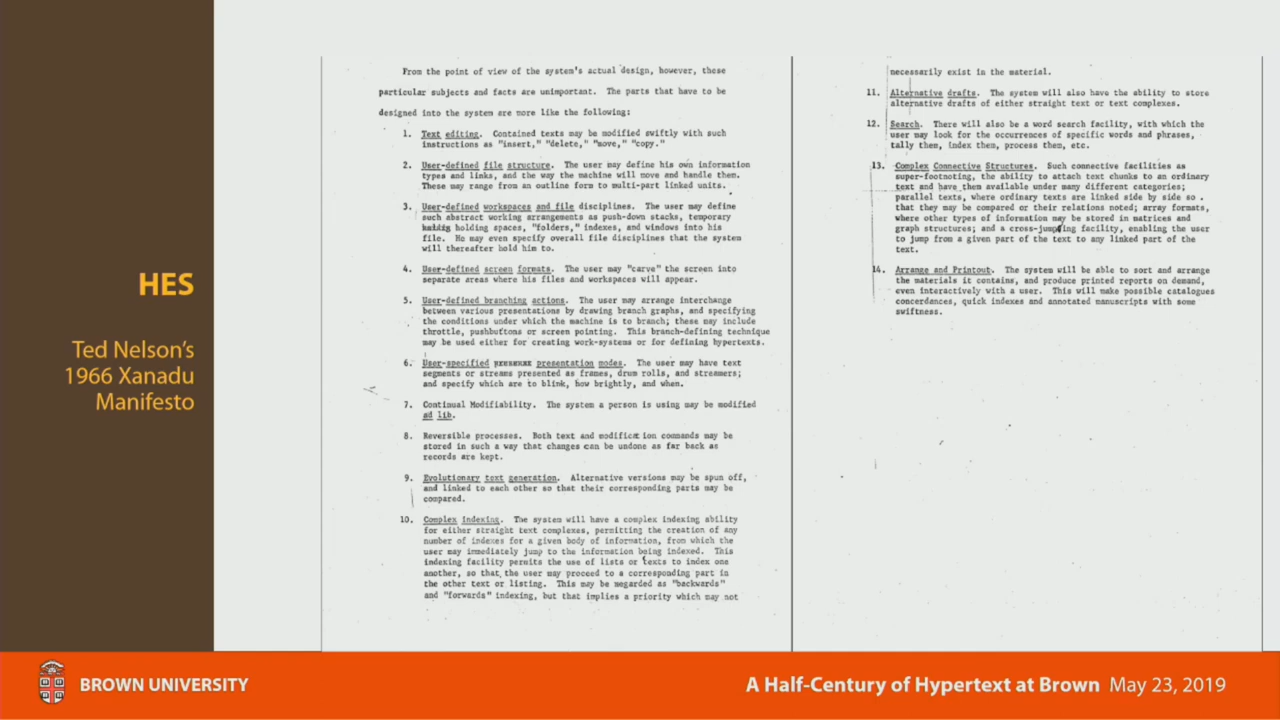 HES
Ted Nelson's
1966 Xanadu
Manifesto
From the point of view of the system's actual design, however, these
particular subjects and facts are unimportant. The parts that have to be
designed into the system are more like the following:
1. Text editing. Contained texts may be modified swiftly with such
instructions as "insert," "delete," "move," "copy."
2. User-defined file structure. The user may define his own information
types and links, and the way the machine will move and handle them.
These may range from an outline form to multi-part linked units.
3. User-defined workspaces and file disciplines. The user may define
such abstract working arrangements as push-down stacks, temporary
holding spaces, "folders," indexes, and windows into his
file. He may even specify overall file disciplines that the system
will thereafter hold him to.
4. User-defined screen formats. The user may "carve" the screen into
separate areas where his files and workspaces will appear.
5. User-defined branching actions. The user may arrange interchange
between various presentations by drawing branch graphs, and specifying
the conditions under which the machine is to branch; these may include
throttle, pushbuttons or screen pointing. This branch-defining technique
may be used either for creating work-systems or for defining hypertexts.
6. User-specified presentation modes. The user may have text
segments or streams presented as frames, drum rolls, and streamers;
and specify which are to blink, how brightly, and when.
7. Continual Modifiability. The system a person is using may be modified
ad lib.
8. Reversible processes. Both text and modification commands may be
stored in such a way that changes can be undone as far back as
records are kept.
9. Evolutionary text generation. Alternative versions may be spun off,
and linked to each other so that their corresponding parts may be
compared.
10. Complex indexing. The system will have a complex indexing ability
for either straight text complexes, permitting the creation of any
number of indexes for a given body of information, from which the
user may immediately jump to the information being indexed. This
indexing facility permits the use of lists or texts to index one
another, so that the user may proceed to a corresponding part in
the other text or listing. This may be regarded as "backwards"
and "forwards" indexing, but that implies a priority which may not
necessarily exist in the material.
11. Alternative drafts. The system will also have the ability to store
alternative drafts of either straight text or text complexes.
12. Search. There will also be a word search facility, with which the
user may look for the occurrences of specific words and phrases,
tally them, index them, process them, etc.
13. Complex Connective Structures. Such connective facilities as
super-footnoting, the ability to attach text chunks to an ordinary
text and have them available under many different categories;
parallel texts, where ordinary texts are linked side by side so
that they may be compared or their relations noted; array formats,
where other types of information may be stored in matrices and
graph structures; and a cross-jumping facility, enabling the user
to jump from a given part of the text to any linked part of the
text.
14. Arrange and Printout. The system will be able to sort and arrange
the materials it contains, and produce printed reports on demand,
even interactively with a user. This will make possible catalogues
concordances, quick indexes and annotated manuscripts with some
swiftness.
BROWN UNIVERSITY
A Half-Century of Hypertext at Brown May 23, 2019